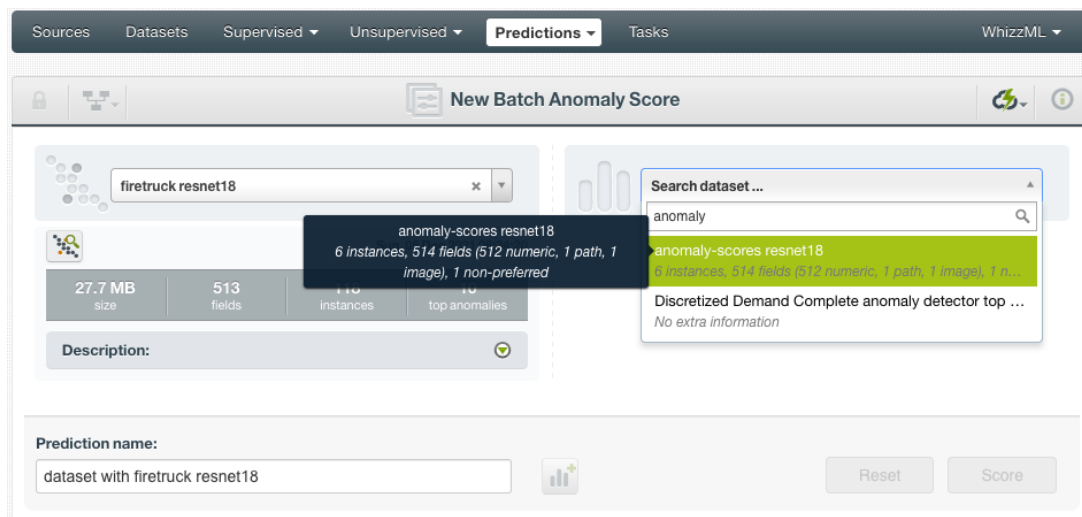 Sources Datasets Supervised Unsupervised Predictions Tasks WhizzML
New Batch Anomaly Score
firetruck resnet18
Search dataset ...
anomaly
anomaly-scores resnet18
6 instances, 514 fields (512 numeric, 1 path, 1
image), 1 non-preferred
anomaly-scores resnet18
6 instances, 514 fields (512 numeric, 1 path, 1 image), 1 n...
Discretized Demand Complete anomaly detector top ...
No extra information
27.7 MB 513
size fields instances top anomalies
Description:
Prediction name:
dataset with firetruck resnet18
Reset Score